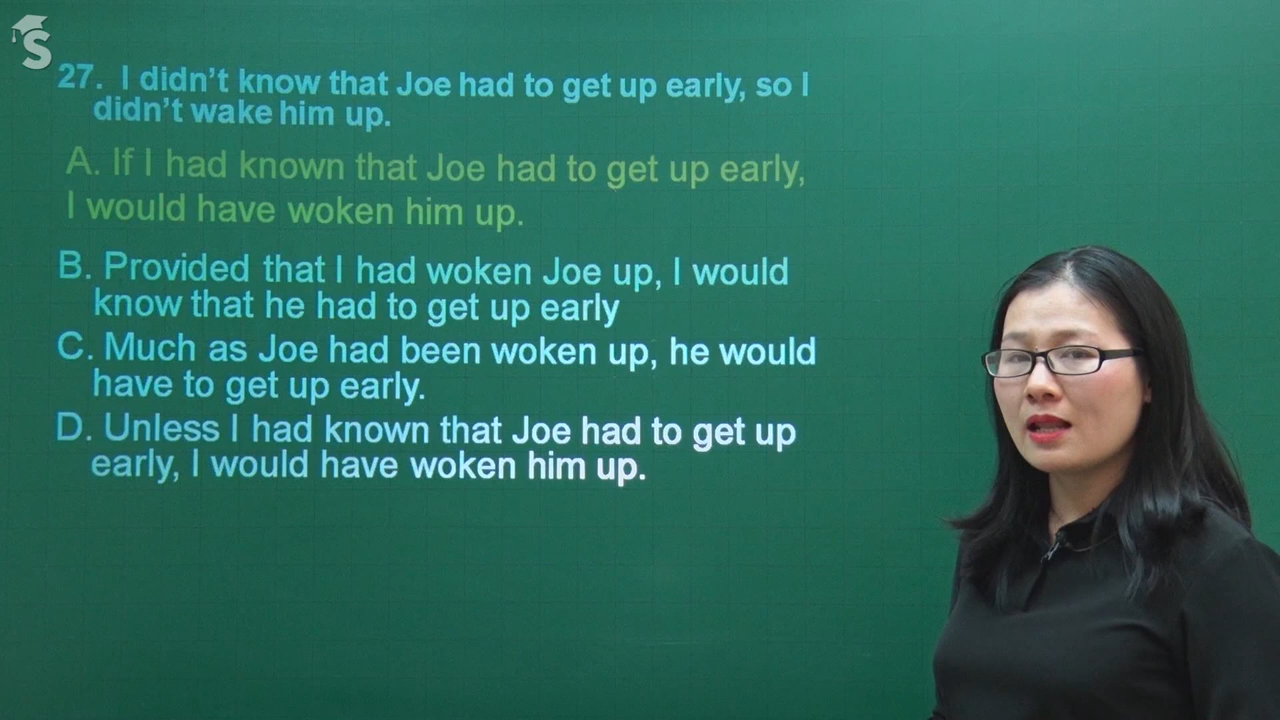 S
27. I didn't know that Joe had to get up early, so I
didn't wake him up.
A. If I had known that Joe had to get up early,
I would have woken him up.
B. Provided that I had woken Joe up, I would
know that he had to get up early
C. Much as Joe had been woken up, he would
have to get up early.
D. Unless I had known that Joe had to get up
early, I would have woken him up.